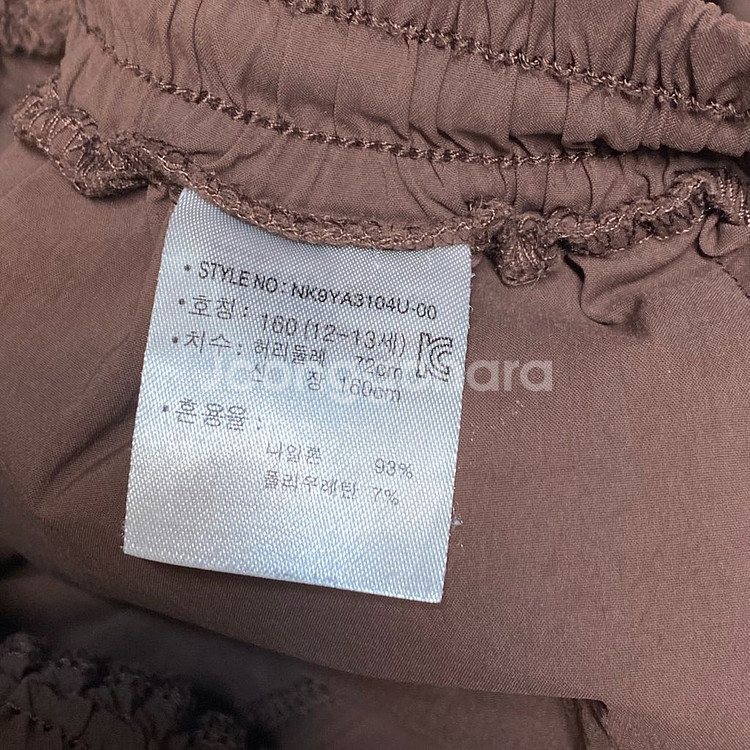 • STYLE NO : NK9YA3104U-00
• 호칭 : 160 (12~13세)
• 치수 : 허리둘레 72cm
신 장 160cm
• 혼용율 :
나일론 93%
폴리우레탄 7%